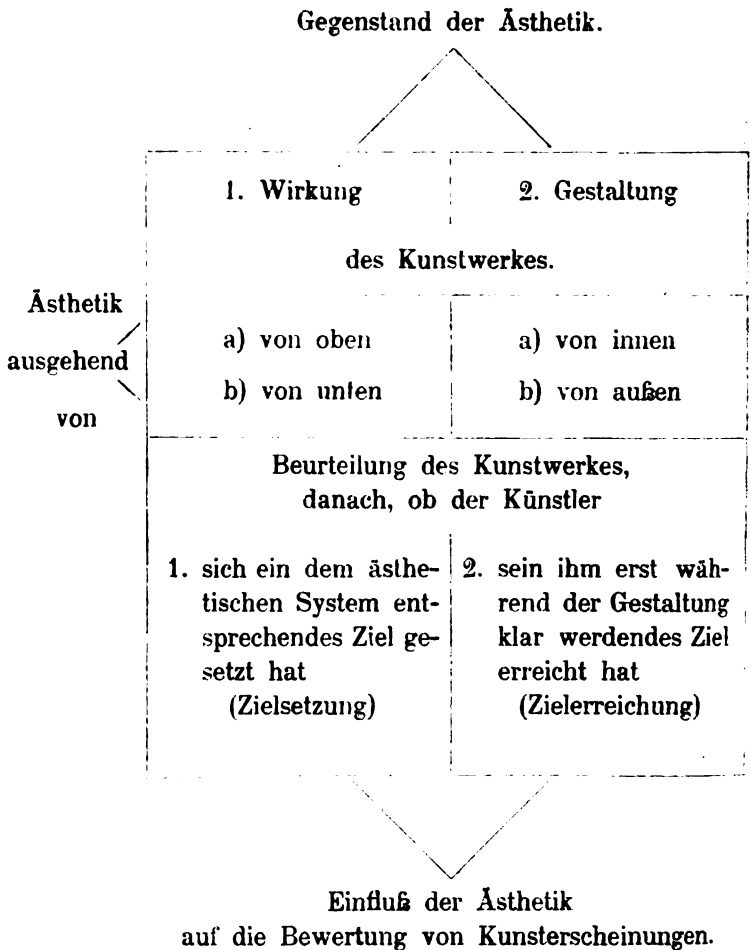 Gegenstand der Ästhetik.
1. Wirkung
2. Gestaltung
des Kunstwerkes.
Ästhetik
ausgehend
von
a) von oben
b) von unten
a) von innen
b) von außen
Beurteilung des Kunstwerkes,
danach, ob der Künstler
1. sich ein dem ästhe-
tischen System ent-
sprechendes Ziel ge-
setzt hat
(Zielsetzung)
2. sein ihm erst wäh-
rend der Gestaltung
klar werdendes Ziel
erreicht hat
(Zielerreichung)
Einfluß der Ästhetik
auf die Bewertung von Kunsterscheinungen.